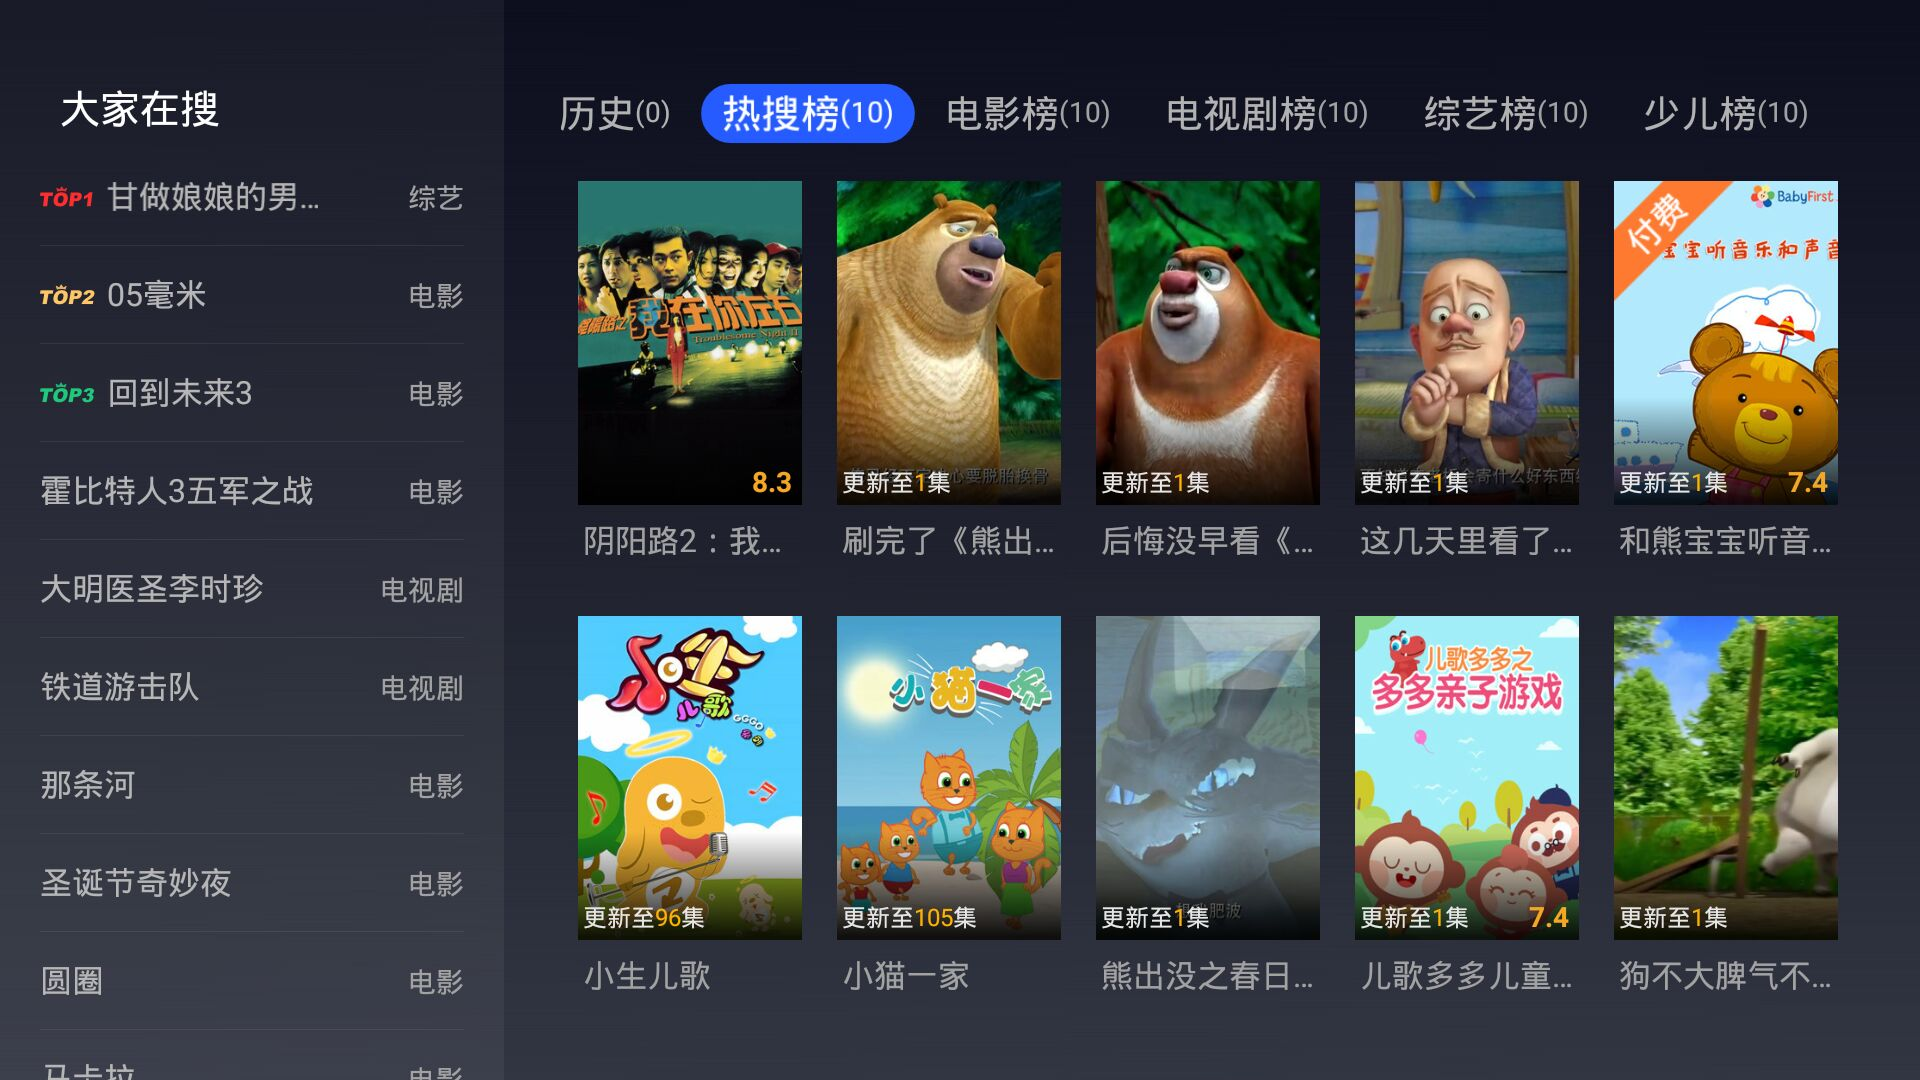 大家在搜
TOP1 甘做娘娘的男... 综艺
TOP2 05毫米 电影
TOP3 回到未来3 电影
霍比特人3五军之战 电影
大明医圣李时珍 电视剧
铁道游击队 电视剧
那条河 电影
圣诞节奇妙夜 电影
圆圈 电影
马卡拉 电影
历史(0) 热搜榜(10) 电影榜(10) 电视剧榜(10) 综艺榜(10) 少儿榜(10)
我在你左右
Troublesome Night II
8.3
阴阳路2：我...
更新至1集
刷完了《熊出...
更新至1集
后悔没早看《...
更新至1集
这几天里看了...
付费
BabyFirst
宝宝听音乐和声音
更新至1集 7.4
和熊宝宝听音...
小生
儿歌
更新至96集
小生儿歌
小猫一家
更新至105集
小猫一家
更新至1集
熊出没之春日...
儿歌多多之
多多亲子游戏
更新至1集 7.4
儿歌多多儿童...
更新至1集
狗不大脾气不...